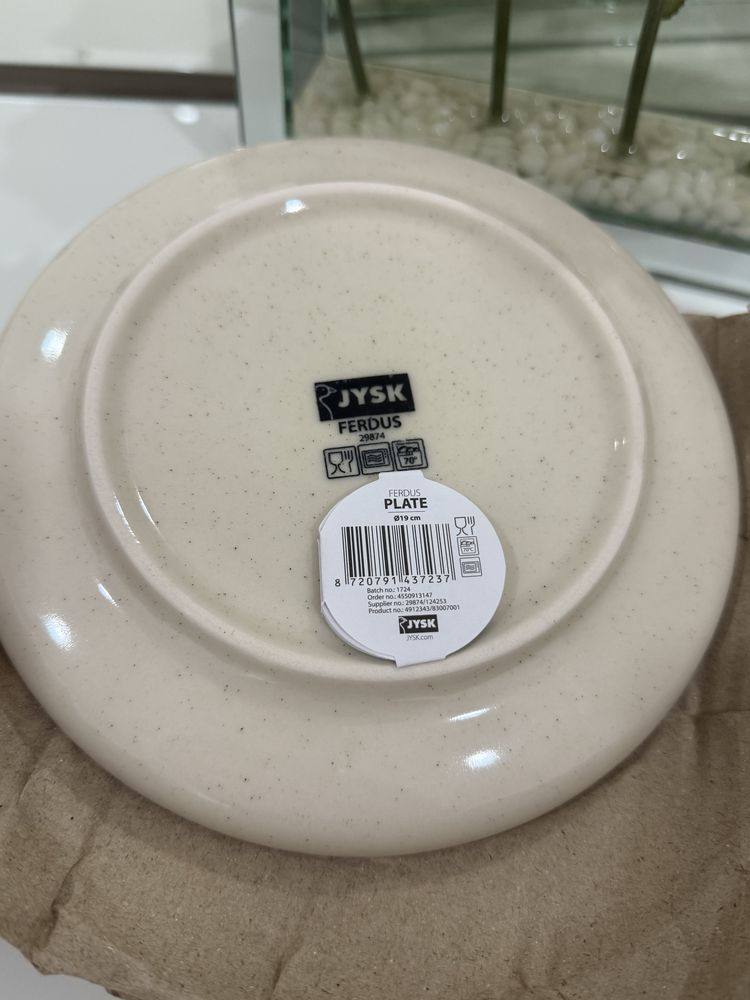 JYSK
FERDUS
29874
70°
FERDUS
PLATE
Ø19 cm
70°C
8 720791 437237
Batch no.: 1724
Order no.: 4550913147
Supplier no.: 29874/124253
Product no.: 4912343/83007001
JYSK
JYSK.com